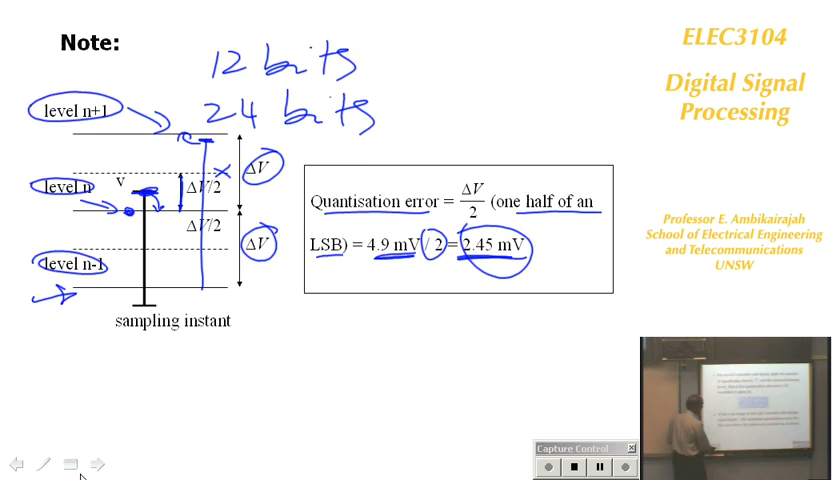 Note:
12 bits
24 bits
level n+1
ΔV
level n
V
ΔV/2
ΔV/2
level n-1
ΔV
sampling instant
Quantisation error = ΔV/2 (one half of an
LSB) = 4.9 mV / 2 = 2.45 mV
ELEC3104
Digital Signal
Processing
Professor E. Ambikairajah
School of Electrical Engineering
and Telecommunications
UNSW
Capture Control